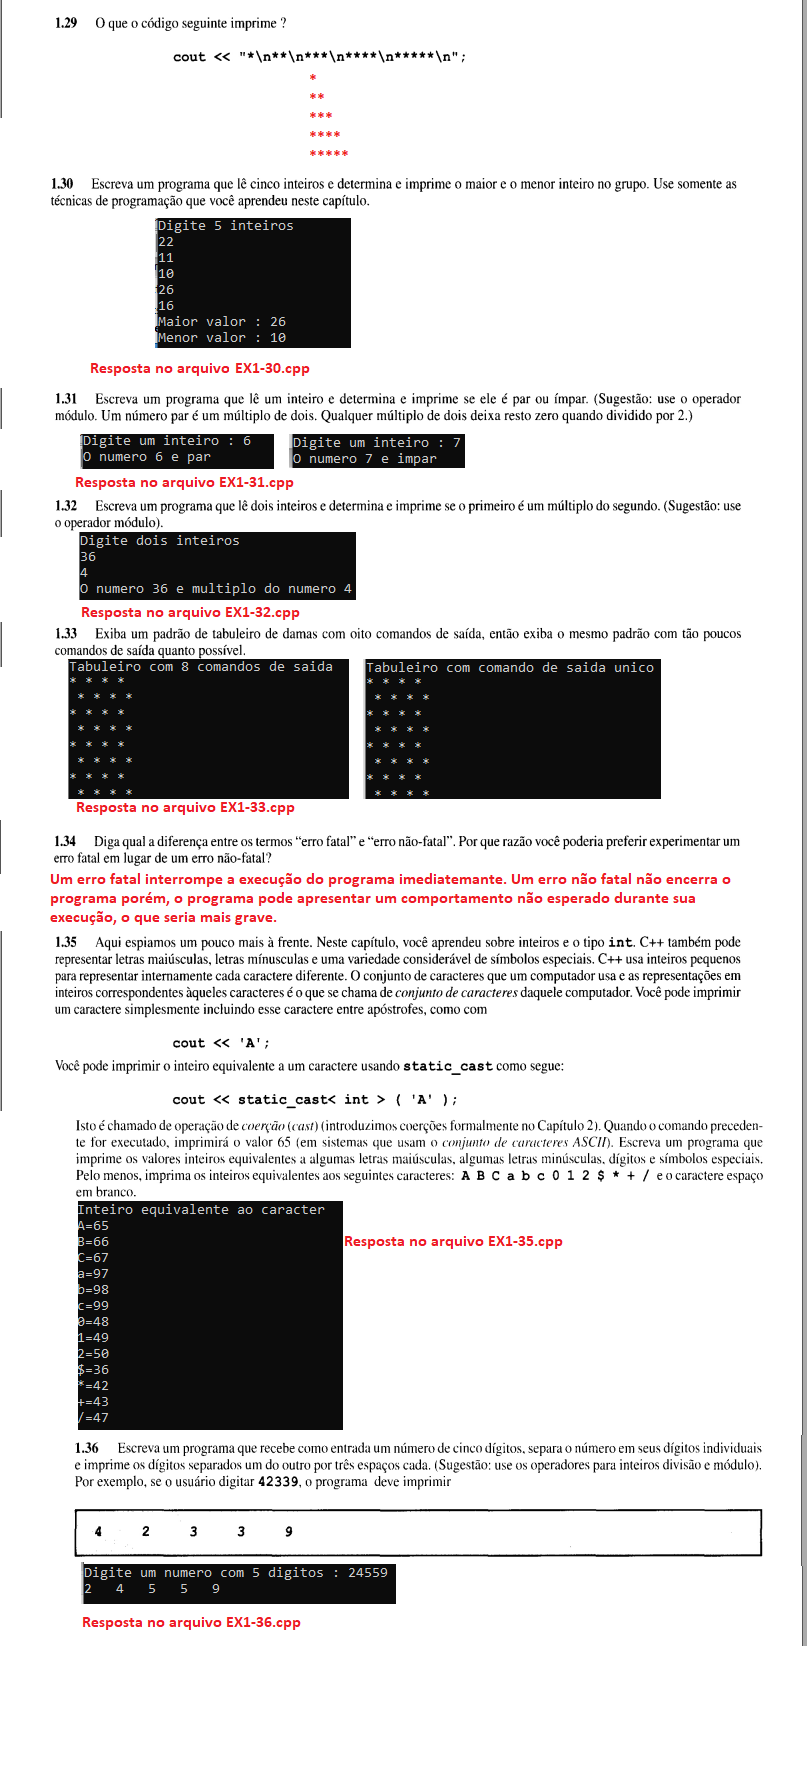 1.29 O que o código seguinte imprime ?
cout << "*\n**\n***\n****\n*****\n";
*
**
***
****
*****
1.30 Escreva um programa que lê cinco inteiros e determina e imprime o maior e o menor inteiro no grupo. Use somente as
técnicas de programação que você aprendeu neste capítulo.
Digite 5 inteiros
22
11
10
26
16
Maior valor : 26
Menor valor : 10
Resposta no arquivo EX1-30.cpp
1.31 Escreva um programa que lê um inteiro e determina e imprime se ele é par ou ímpar. (Sugestão: use o operador
módulo. Um número par é um múltiplo de dois. Qualquer múltiplo de dois deixa resto zero quando dividido por 2.)
Digite um inteiro : 6
O numero 6 e par
Digite um inteiro : 7
O numero 7 e impar
Resposta no arquivo EX1-31.cpp
1.32 Escreva um programa que lê dois inteiros e determina e imprime se o primeiro é um múltiplo do segundo. (Sugestão: use
o operador módulo).
Digite dois inteiros
36
4
O numero 36 e multiplo do numero 4
Resposta no arquivo EX1-32.cpp
1.33 Exiba um padrão de tabuleiro de damas com oito comandos de saída, então exiba o mesmo padrão com tão poucos
comandos de saída quanto possível.
Tabuleiro com 8 comandos de saida
* * * *
 * * * *
* * * *
 * * * *
* * * *
 * * * *
* * * *
 * * * *
Tabuleiro com comando de saida unico
* * * *
 * * * *
* * * *
 * * * *
* * * *
 * * * *
* * * *
 * * * *
Resposta no arquivo EX1-33.cpp
1.34 Diga qual a diferença entre os termos “erro fatal” e “erro não-fatal”. Por que razão você poderia preferir experimentar um
erro fatal em lugar de um erro não-fatal?
Um erro fatal interrompe a execução do programa imediatemante. Um erro não fatal não encerra o
programa porém, o programa pode apresentar um comportamento não esperado durante sua
execução, o que seria mais grave.
1.35 Aqui espiamos um pouco mais à frente. Neste capítulo, você aprendeu sobre inteiros e o tipo int. C++ também pode
representar letras maiúsculas, letras mínusculas e uma variedade considerável de símbolos especiais. C++ usa inteiros pequenos
para representar internamente cada caractere diferente. O conjunto de caracteres que um computador usa e as representações em
inteiros correspondentes àqueles caracteres é o que se chama de conjunto de caracteres daquele computador. Você pode imprimir
um caractere simplesmente incluindo esse caractere entre apóstrofes, como com
cout << 'A';
Você pode imprimir o inteiro equivalente a um caractere usando static_cast como segue:
cout << static_cast< int > ( 'A' );
Isto é chamado de operação de coerção (cast) (introduzimos coerções formalmente no Capítulo 2). Quando o comando preceden-
te for executado, imprimirá o valor 65 (em sistemas que usam o conjunto de caracteres ASCII). Escreva um programa que
imprime os valores inteiros equivalentes a algumas letras maiúsculas, algumas letras minúsculas, dígitos e símbolos especiais.
Pelo menos, imprima os inteiros equivalentes aos seguintes caracteres: A B C a b c 0 1 2 $ * + / e o caractere espaço
em branco.
Inteiro equivalente ao caracter
A=65
B=66
C=67
a=97
b=98
c=99
0=48
1=49
2=50
$=36
*=42
+=43
/=47
Resposta no arquivo EX1-35.cpp
1.36 Escreva um programa que recebe como entrada um número de cinco dígitos, separa o número em seus dígitos individuais
e imprime os dígitos separados um do outro por três espaços cada. (Sugestão: use os operadores para inteiros divisão e módulo).
Por exemplo, se o usuário digitar 42339, o programa deve imprimir
4 2 3 3 9
Digite um numero com 5 digitos : 24559
2 4 5 5 9
Resposta no arquivo EX1-36.cpp